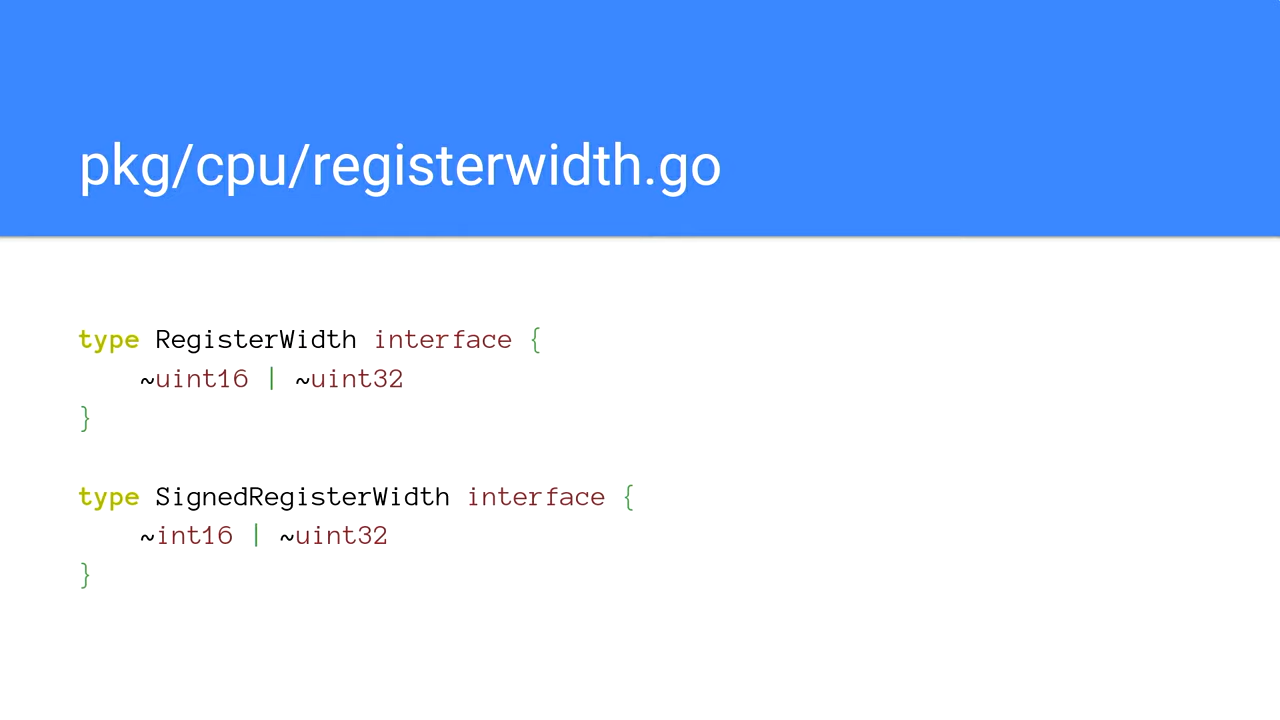 pkg/cpu/registerwidth.go
type RegisterWidth interface {
    ~uint16 | ~uint32
}
type SignedRegisterWidth interface {
    ~int16 | ~uint32
}